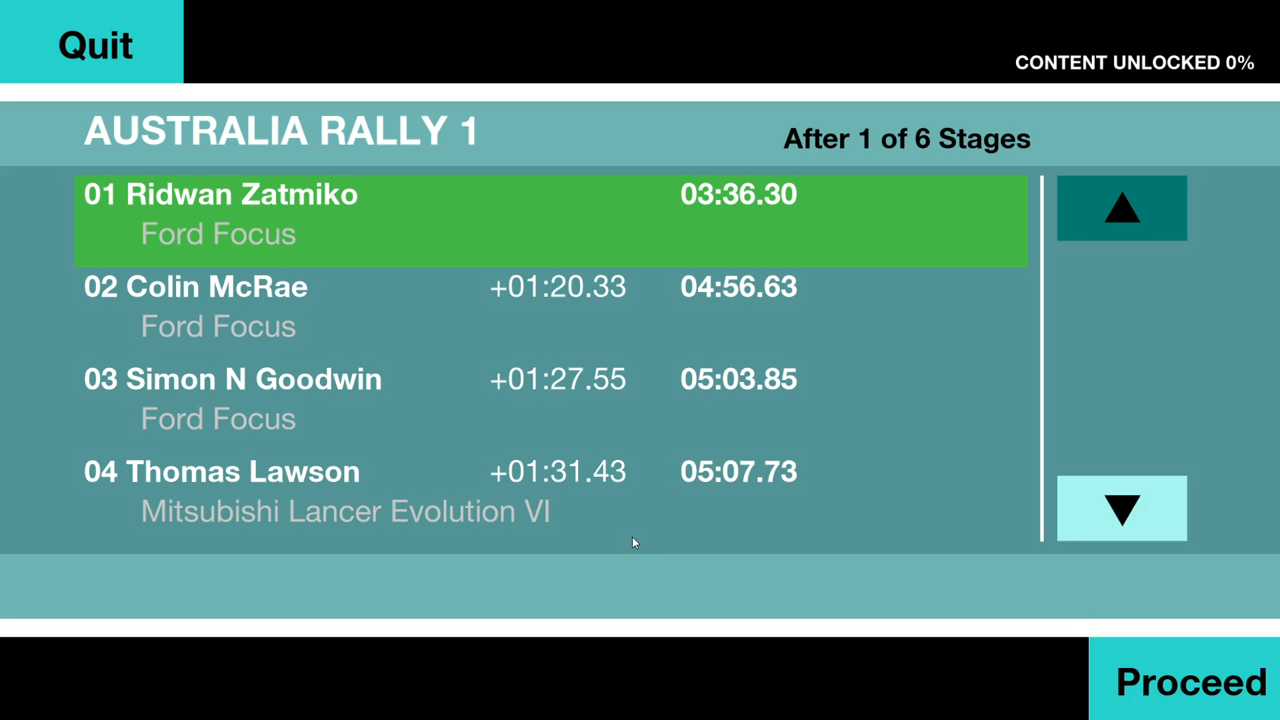 Quit
CONTENT UNLOCKED 0%
AUSTRALIA RALLY 1
After 1 of 6 Stages
01 Ridwan Zatmiko 03:36.30
Ford Focus
02 Colin McRae +01:20.33 04:56.63
Ford Focus
03 Simon N Goodwin +01:27.55 05:03.85
Ford Focus
04 Thomas Lawson +01:31.43 05:07.73
Mitsubishi Lancer Evolution VI
Proceed